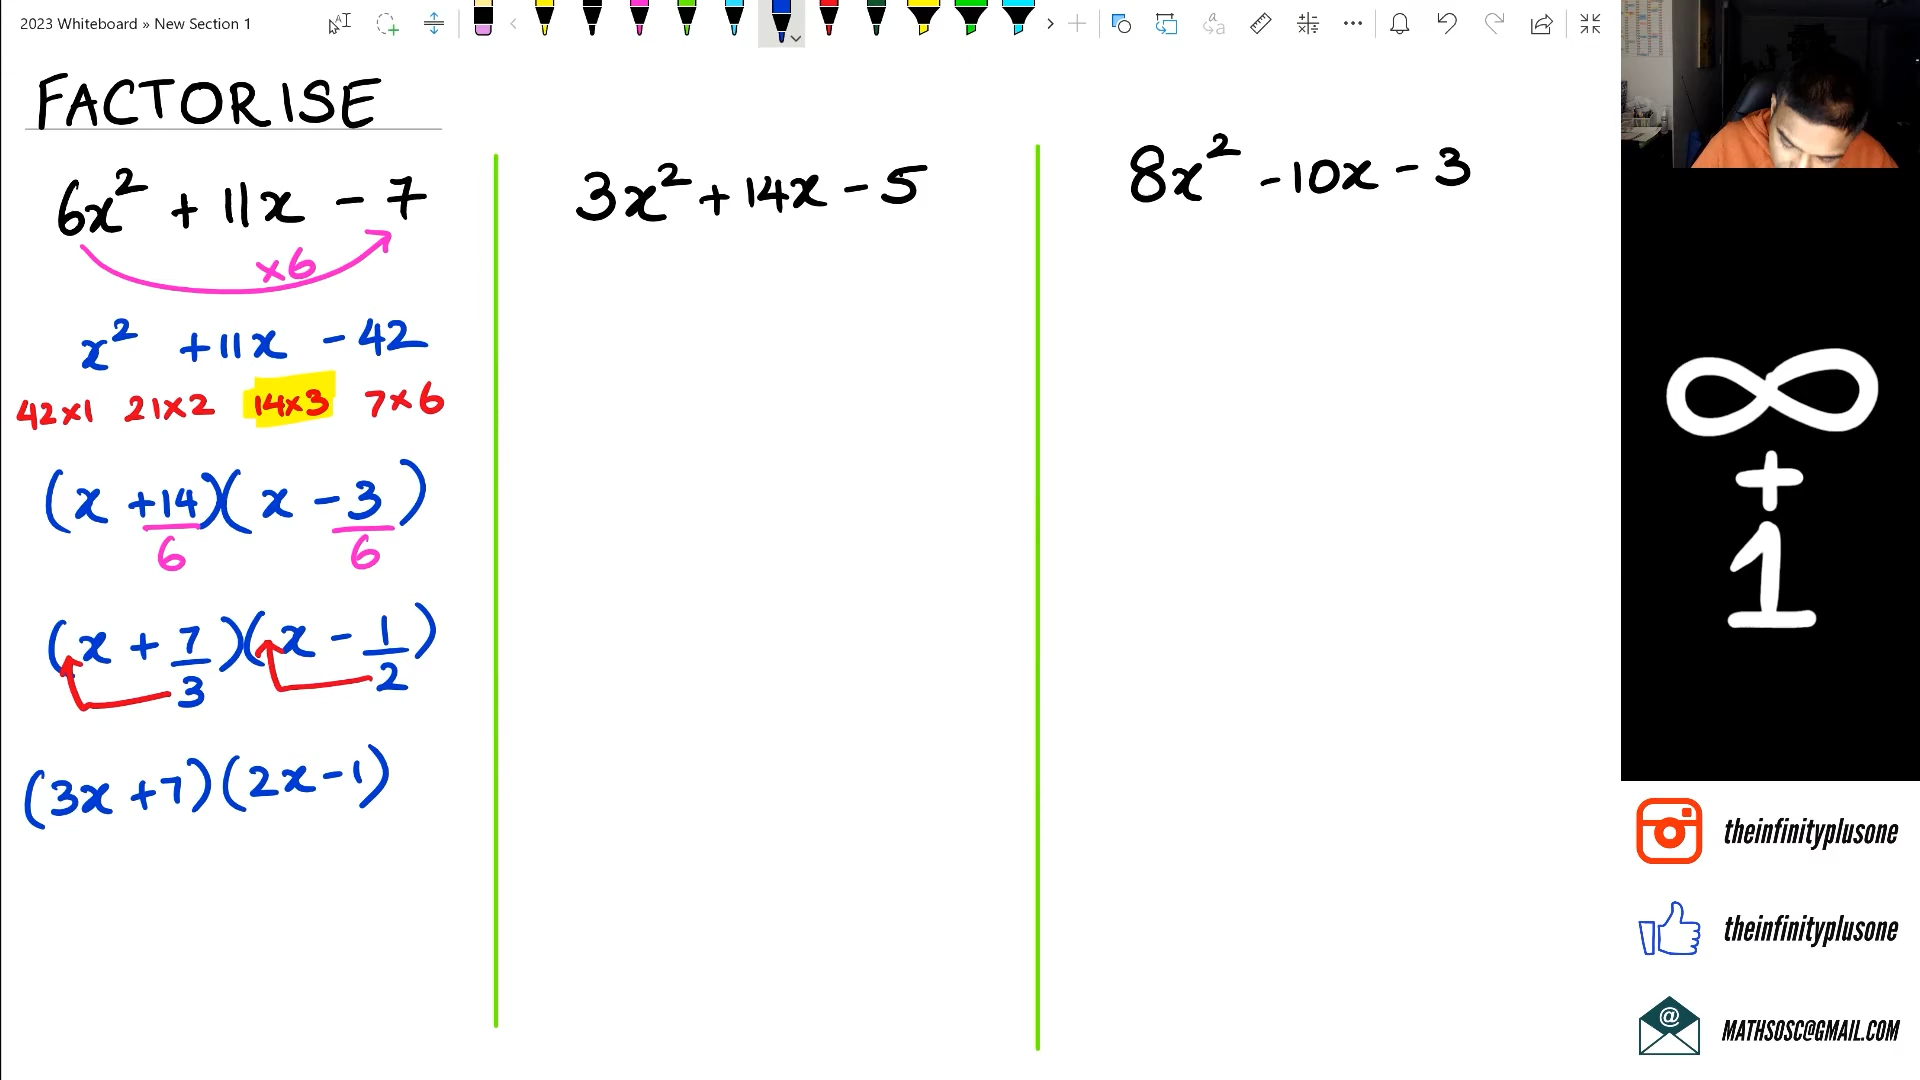 2023 Whiteboard » New Section 1
FACTORISE
6x² + 11x - 7
×6
x² +11x - 42
42×1 21×2 14×3 7×6
(x +14/6)(x - 3/6)
(x + 7/3)(x - 1/2)
(3x +7)(2x - 1)
3x² + 14x - 5
8x² - 10x - 3
∞
+
1
theinfinityplusone
theinfinityplusone
@
MATHSOSC@GMAIL.COM